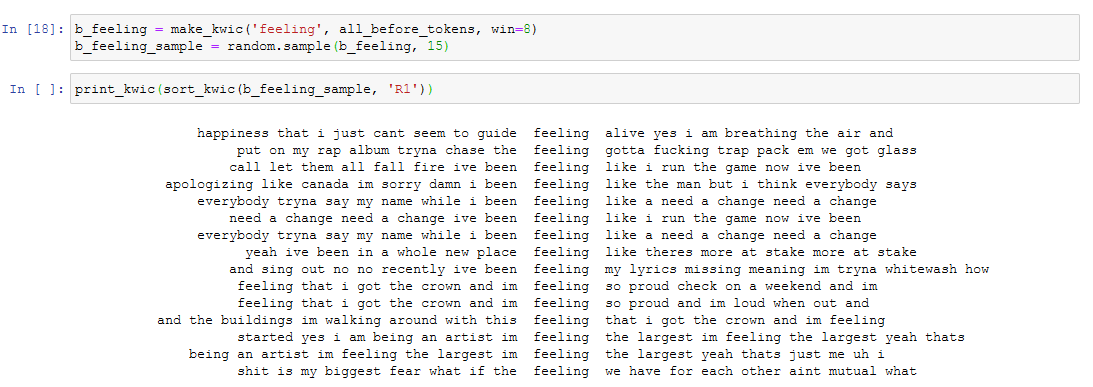 In [18]: b_feeling = make_kwic('feeling', all_before_tokens, win=8)
b_feeling_sample = random.sample(b_feeling, 15)
In [ ]: print_kwic(sort_kwic(b_feeling_sample, 'R1'))
happiness that i just cant seem to guide feeling alive yes i am breathing the air and
put on my rap album tryna chase the feeling gotta fucking trap pack em we got glass
call let them all fall fire ive been feeling like i run the game now ive been
apologizing like canada im sorry damn i been feeling like the man but i think everybody says
everybody tryna say my name while i been feeling like a need a change need a change
need a change need a change ive been feeling like i run the game now ive been
everybody tryna say my name while i been feeling like a need a change need a change
yeah ive been in a whole new place feeling like theres more at stake more at stake
and sing out no no recently ive been feeling my lyrics missing meaning im tryna whitewash how
feeling that i got the crown and im feeling so proud check on a weekend and im
feeling that i got the crown and im feeling so proud and im loud when out and
and the buildings im walking around with this feeling that i got the crown and im feeling
started yes i am being an artist im feeling the largest im feeling the largest yeah thats
being an artist im feeling the largest im feeling the largest yeah thats just me uh i
shit is my biggest fear what if the feeling we have for each other aint mutual what